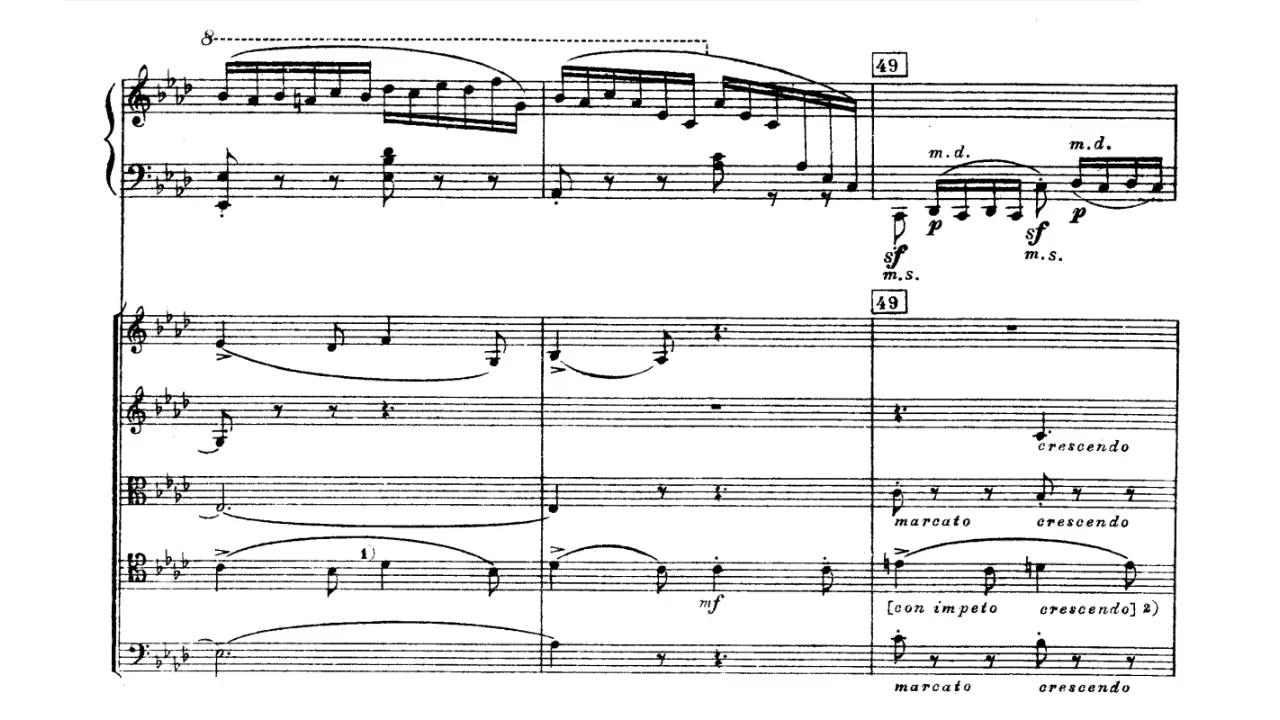 8
49
m.d. m.d.
p p
sf sf
m.s. m.s.
49
crescendo
marcato crescendo
1)
mf
[con impeto crescendo] 2)
marcato crescendo